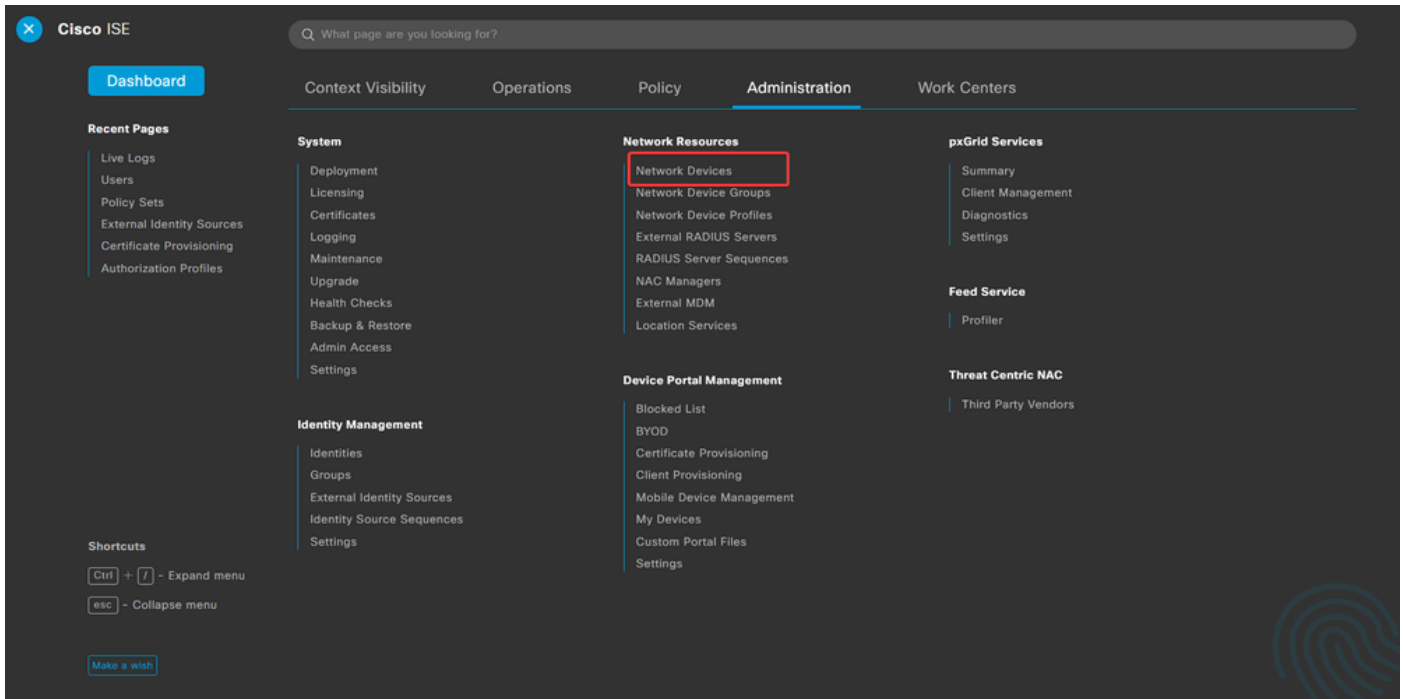 Cisco ISE
What page are you looking for?
Dashboard
Context Visibility
Operations
Policy
Administration
Work Centers
Recent Pages
Live Logs
Users
Policy Sets
External Identity Sources
Certificate Provisioning
Authorization Profiles
Shortcuts
Ctrl + / - Expand menu
esc - Collapse menu
Make a wish
System
Deployment
Licensing
Certificates
Logging
Maintenance
Upgrade
Health Checks
Backup & Restore
Admin Access
Settings
Identity Management
Identities
Groups
External Identity Sources
Identity Source Sequences
Settings
Network Resources
Network Devices
Network Device Groups
Network Device Profiles
External RADIUS Servers
RADIUS Server Sequences
NAC Managers
External MDM
Location Services
Device Portal Management
Blocked List
BYOD
Certificate Provisioning
Client Provisioning
Mobile Device Management
My Devices
Custom Portal Files
Settings
pxGrid Services
Summary
Client Management
Diagnostics
Settings
Feed Service
Profiler
Threat Centric NAC
Third Party Vendors